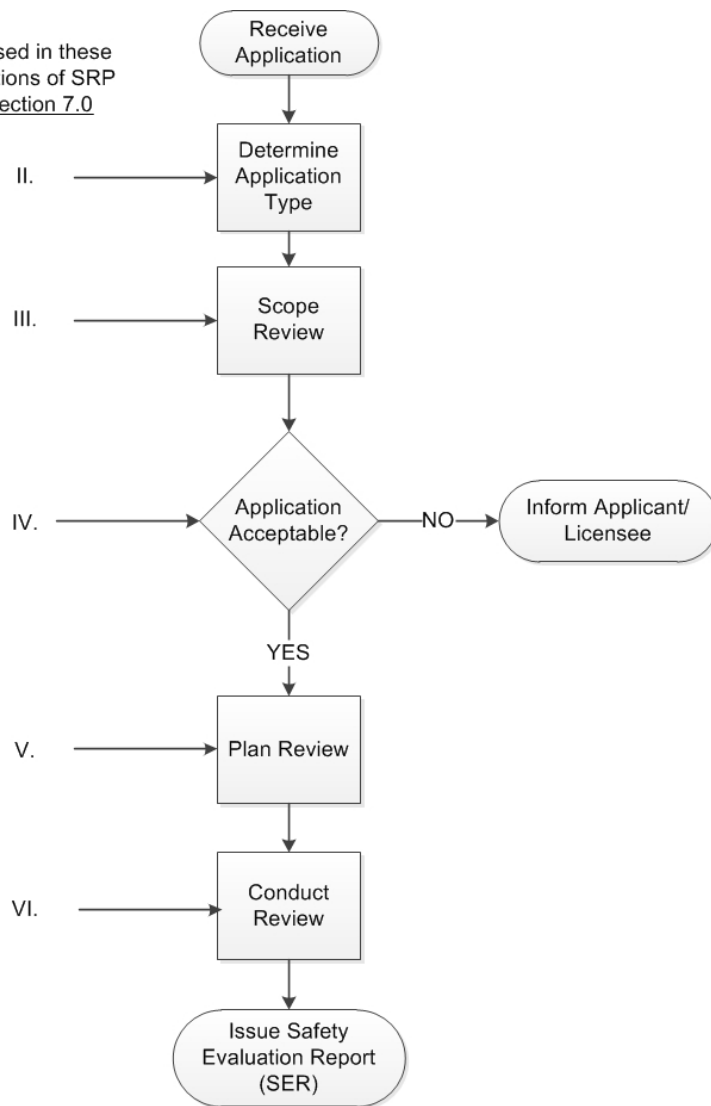 Receive
Application
sed in these
tions of SRP
ection 7.0
II.
Determine
Application
Type
III.
Scope
Review
IV.
Application
Acceptable?
NO
Inform Applicant/
Licensee
YES
V.
Plan Review
VI.
Conduct
Review
Issue Safety
Evaluation Report
(SER)